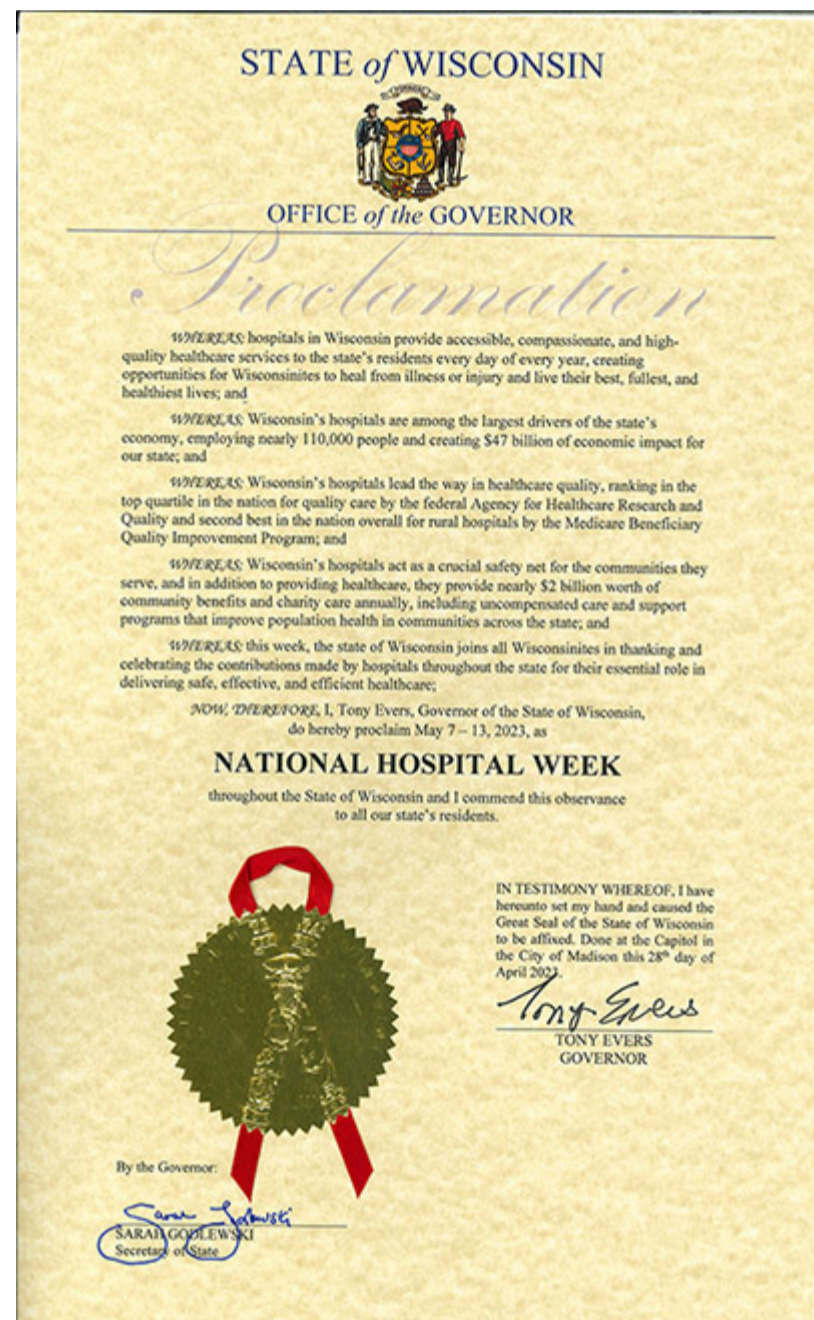 STATE of WISCONSIN
OFFICE of the GOVERNOR
Proclamation
WHEREAS; hospitals in Wisconsin provide accessible, compassionate, and high-
quality healthcare services to the state's residents every day of every year, creating
opportunities for Wisconsinites to heal from illness or injury and live their best, fullest, and
healthiest lives; and
WHEREAS; Wisconsin's hospitals are among the largest drivers of the state's
economy, employing nearly 110,000 people and creating $47 billion of economic impact for
our state; and
WHEREAS; Wisconsin's hospitals lead the way in healthcare quality, ranking in the
top quartile in the nation for quality care by the federal Agency for Healthcare Research and
Quality and second best in the nation overall for rural hospitals by the Medicare Beneficiary
Quality Improvement Program; and
WHEREAS; Wisconsin's hospitals act as a crucial safety net for the communities they
serve, and in addition to providing healthcare, they provide nearly $2 billion worth of
community benefits and charity care annually, including uncompensated care and support
programs that improve population health in communities across the state; and
WHEREAS; this week, the state of Wisconsin joins all Wisconsinites in thanking and
celebrating the contributions made by hospitals throughout the state for their essential role in
delivering safe, effective, and efficient healthcare;
NOW, THEREFORE, I, Tony Evers, Governor of the State of Wisconsin,
do hereby proclaim May 7 – 13, 2023, as
NATIONAL HOSPITAL WEEK
throughout the State of Wisconsin and I commend this observance
to all our state's residents.
IN TESTIMONY WHEREOF, I have
hereunto set my hand and caused the
Great Seal of the State of Wisconsin
to be affixed. Done at the Capitol in
the City of Madison this 28th day of
April 2023.
Tony Evers
TONY EVERS
GOVERNOR
By the Governor:
Sarah Godlewski
SARAH GODLEWSKI
Secretary of State